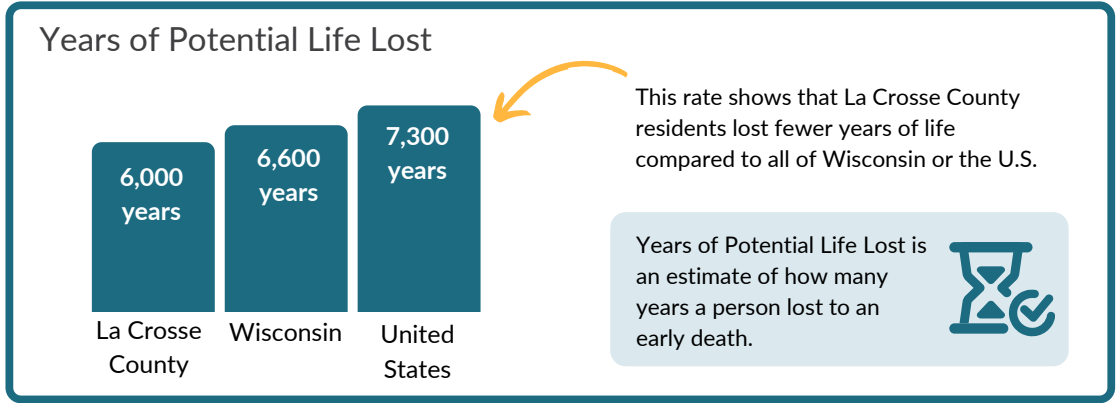 Years of Potential Life Lost
6,000
years
6,600
years
7,300
years
La Crosse
County
Wisconsin
United
States
This rate shows that La Crosse County
residents lost fewer years of life
compared to all of Wisconsin or the U.S.
Years of Potential Life Lost is
an estimate of how many
years a person lost to an
early death.